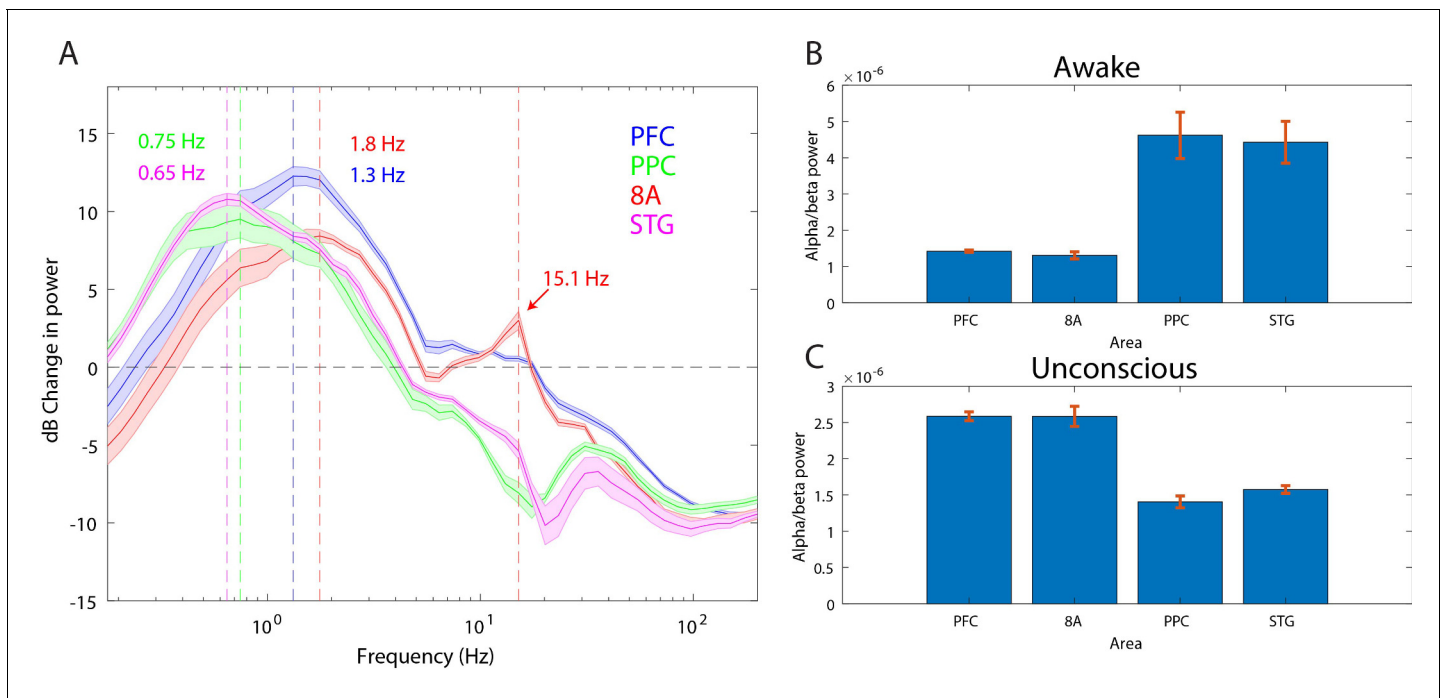 A
0.75 Hz
0.65 Hz
1.8 Hz
1.3 Hz
PFC
PPC
8A
STG
15.1 Hz
15
10
5
0
-5
-10
-15
dB Change in power
10^0
10^1
10^2
Frequency (Hz)
B
Awake
× 10^-6
6
5
4
3
2
1
0
Alpha/beta power
PFC 8A PPC STG
Area
C
Unconscious
× 10^-6
3
2.5
2
1.5
1
0.5
0
Alpha/beta power
PFC 8A PPC STG
Area